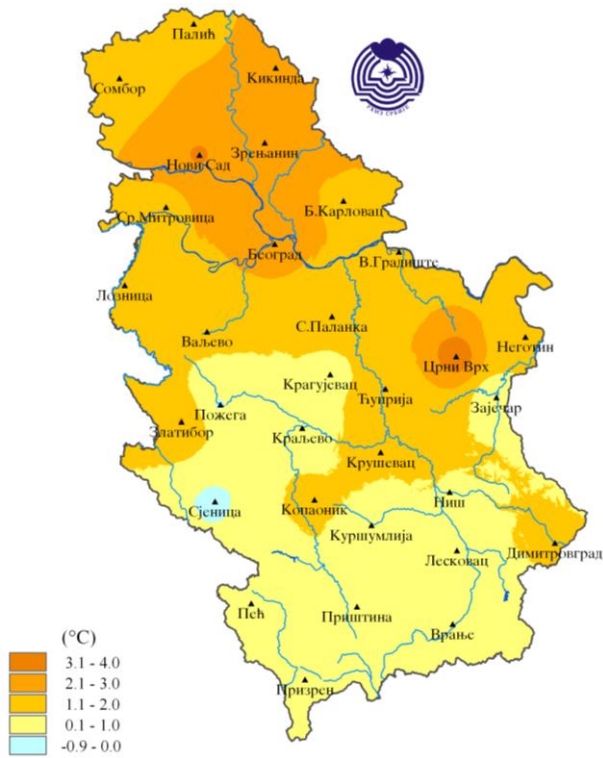 Палић
Кикинда
Сомбор
Зрењанин
Нови Сад
Б.Карловац
Ср.Митровица
Београд
В.Градиште
Лозница
С.Паланка
Ваљево
Неготин
Црни Врх
Крагујевац
Ћуприја
Зајечар
Пожега
Златибор
Краљево
Крушевац
Ниш
Копаоник
Сјеница
Куршумлија
Димитровград
Лесковац
Пећ
Приштина
Врање
Призрен
(°C)
3.1 - 4.0
2.1 - 3.0
1.1 - 2.0
0.1 - 1.0
-0.9 - 0.0